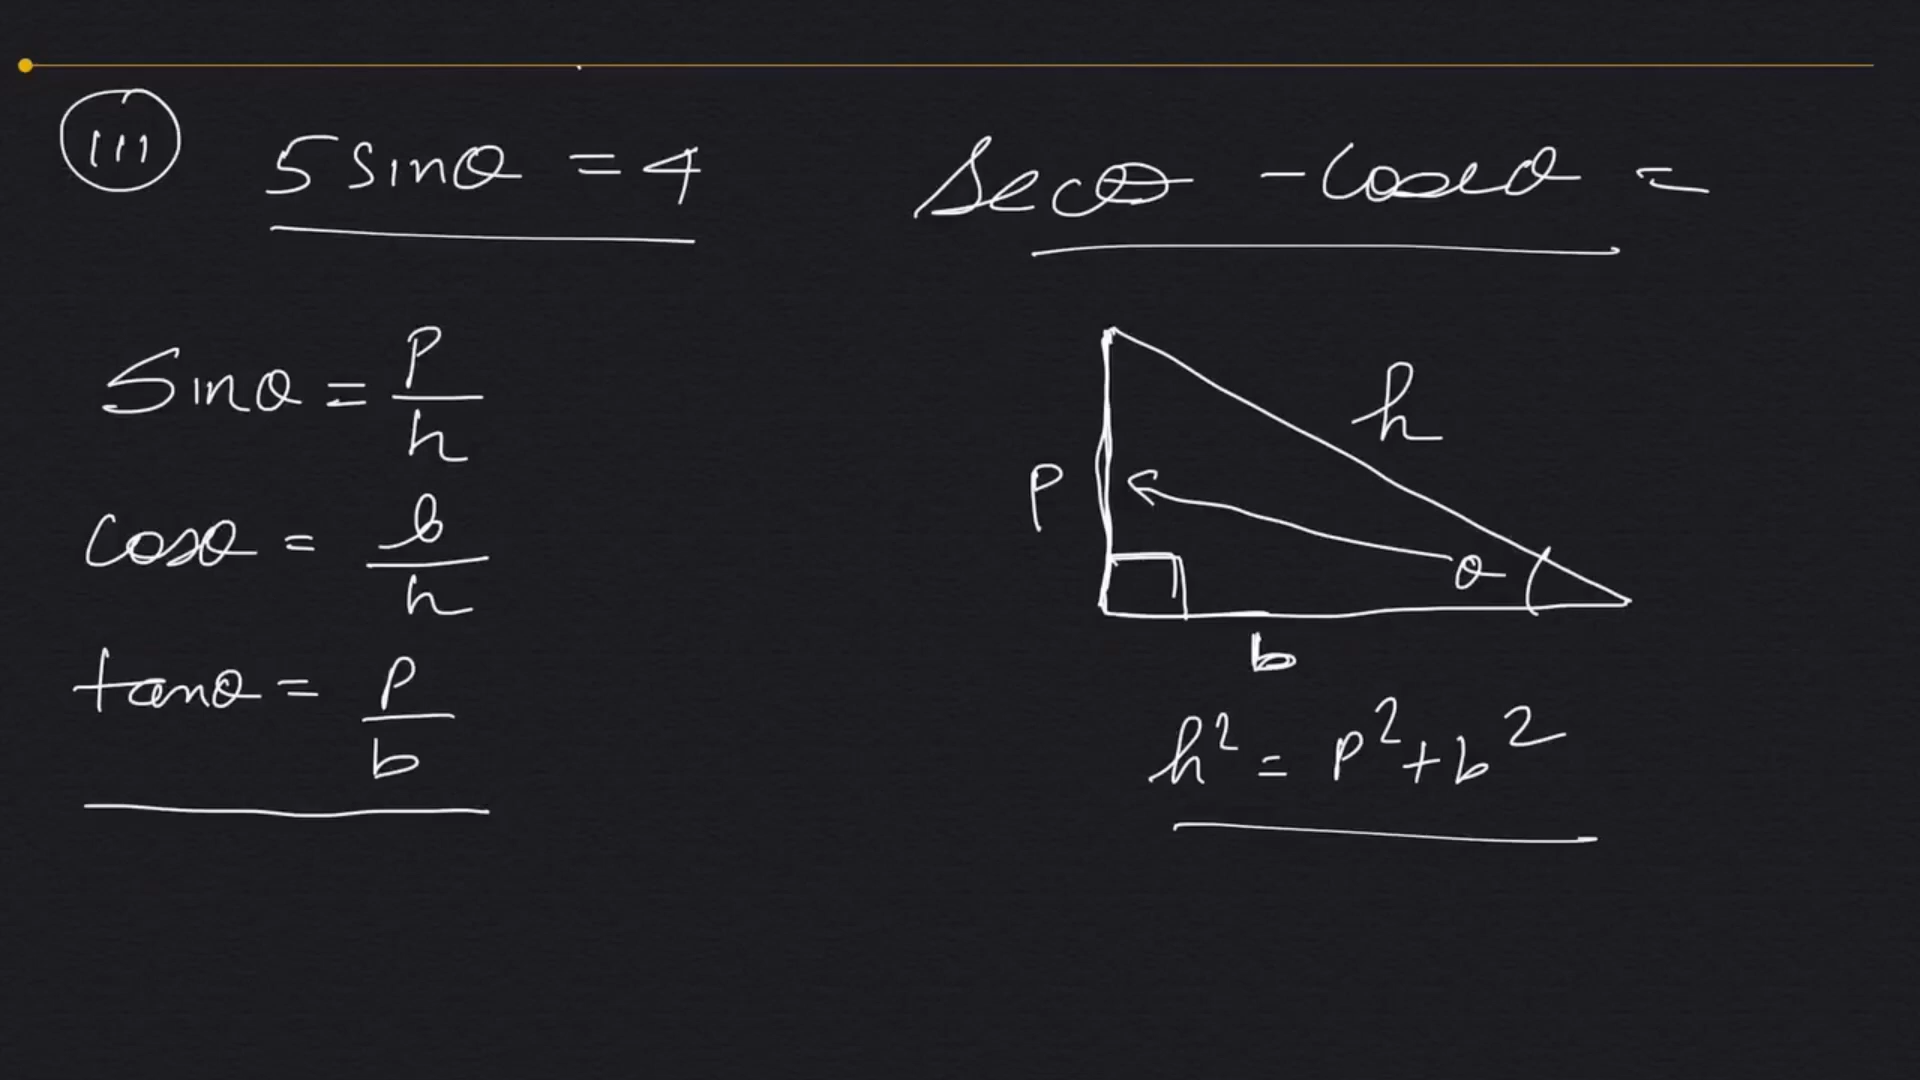 (iii) 5 sinθ = 4 secθ - cosecθ =
sinθ = p/h
cosθ = b/h
tanθ = p/b
h
p
θ
b
h² = p² + b²